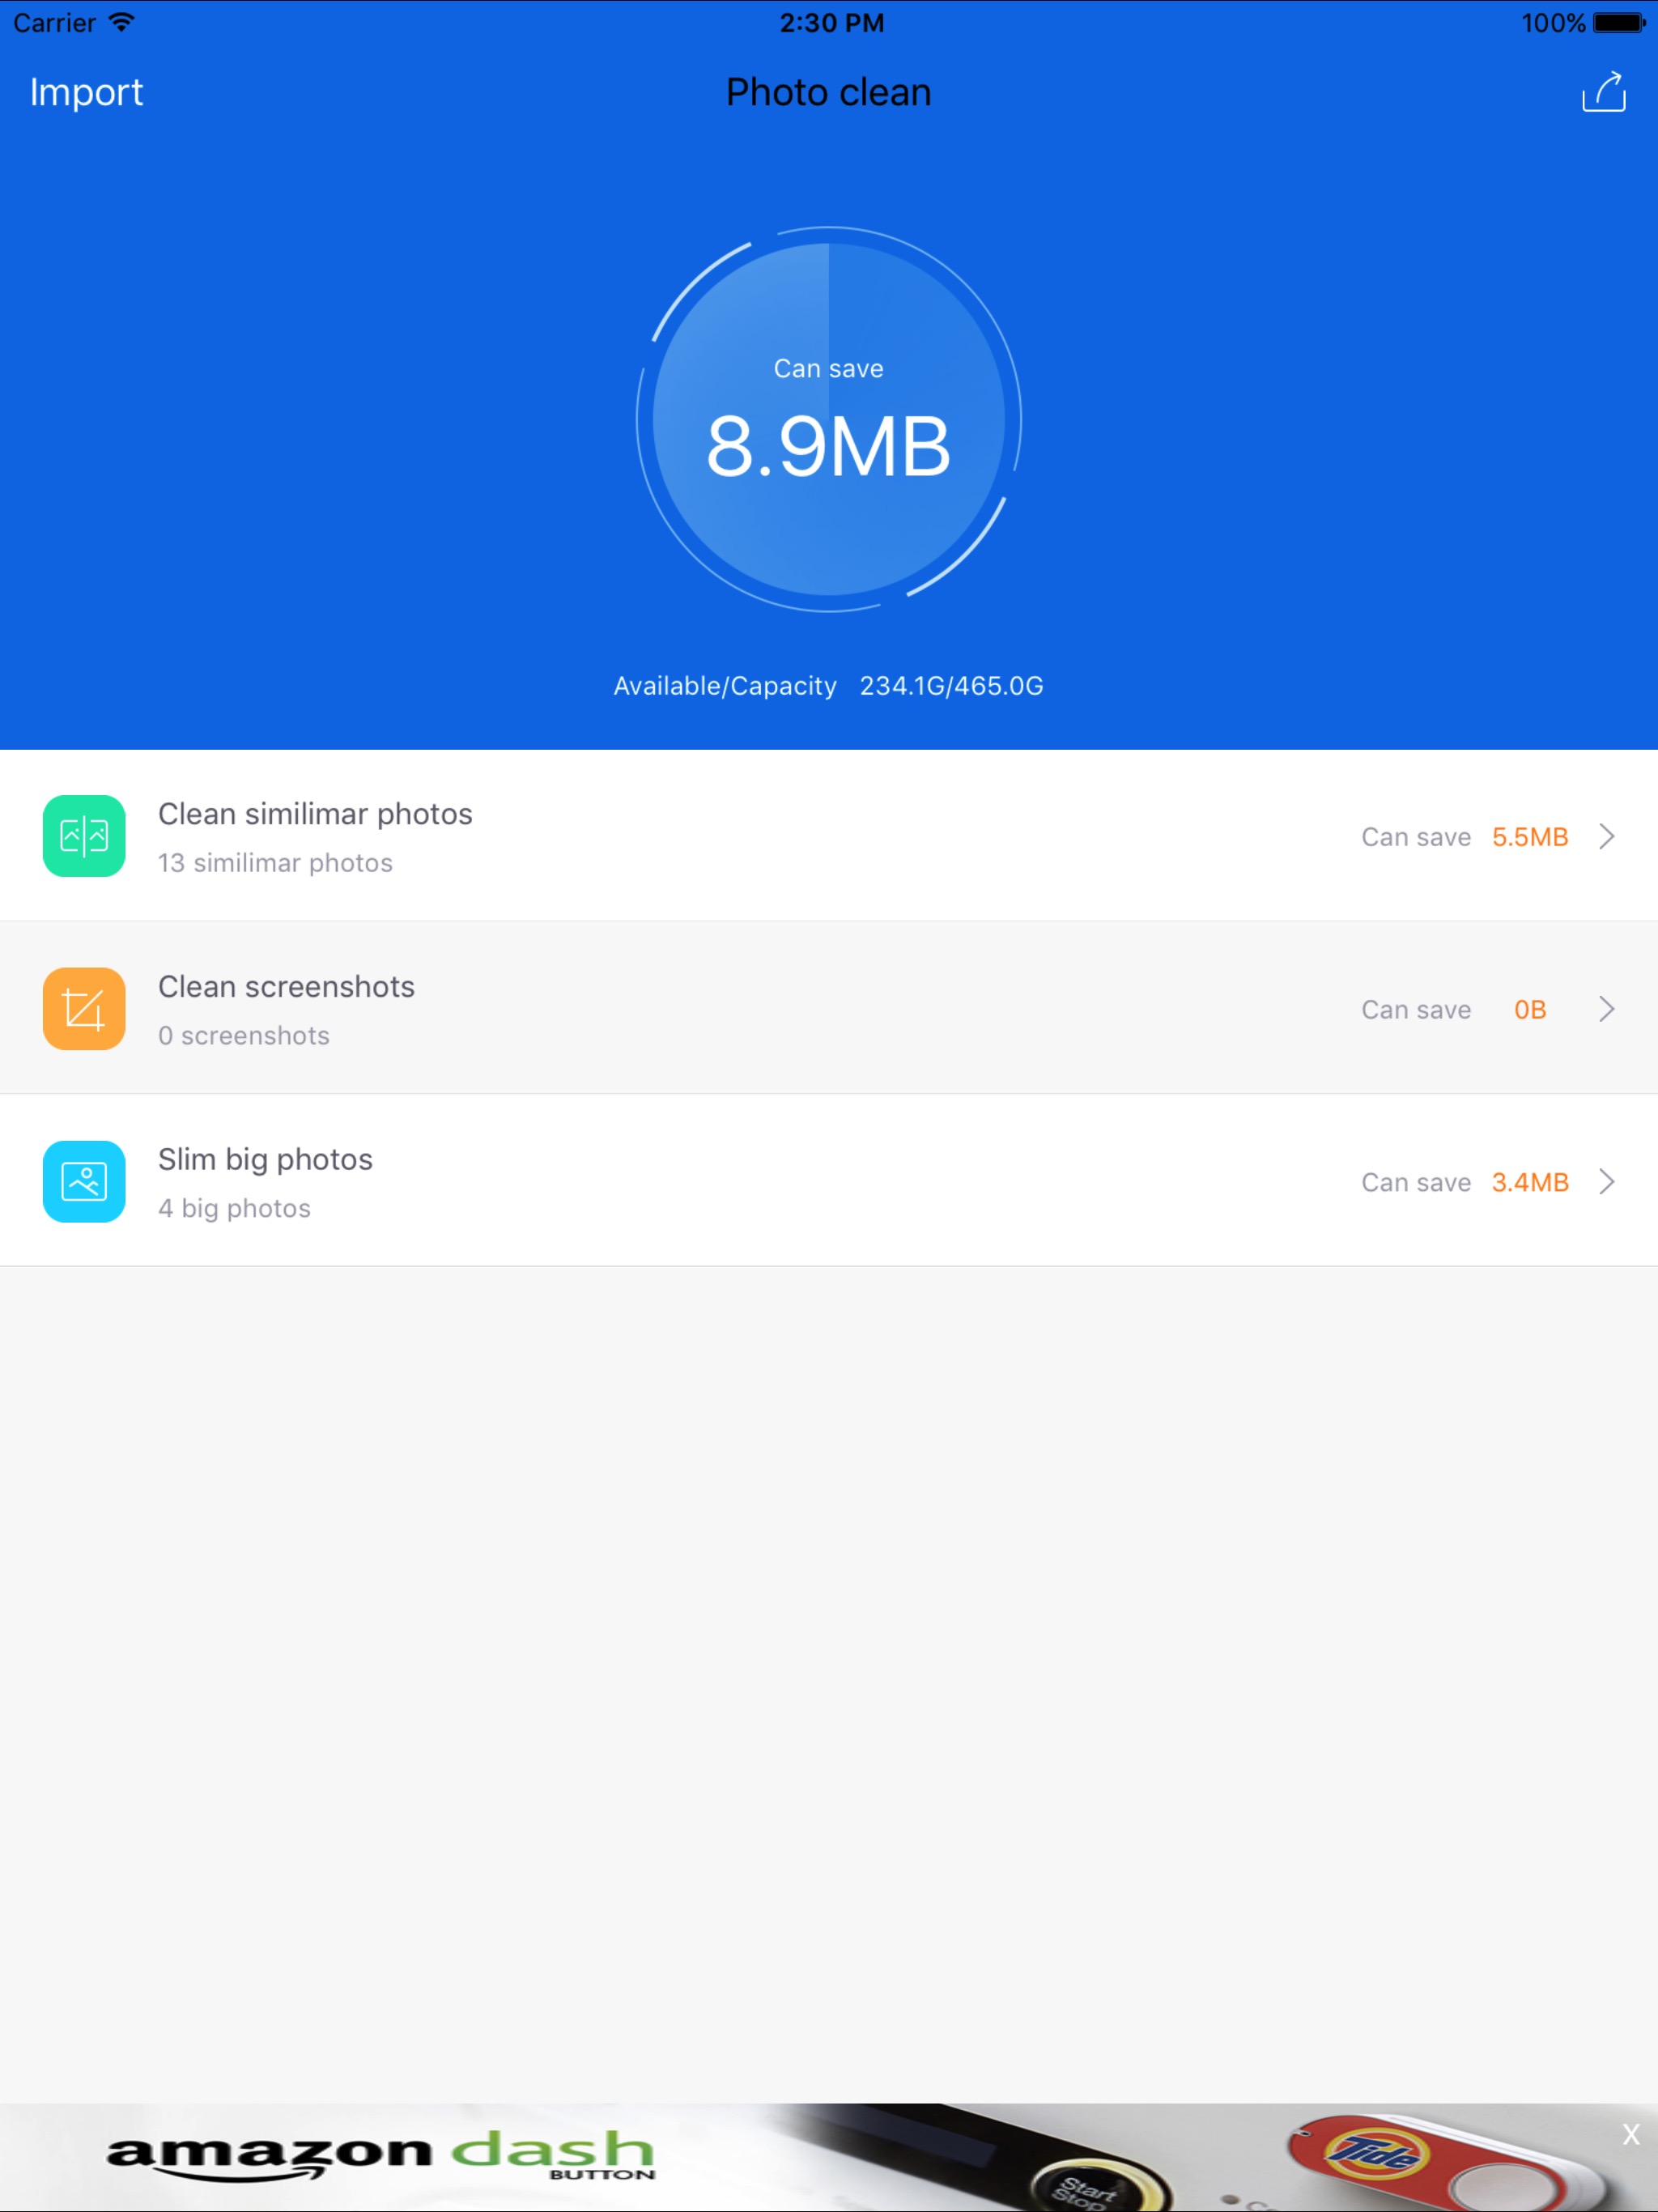 Carrier 2:30 PM 100%
Import Photo clean
Can save
8.9MB
Available/Capacity 234.1G/465.0G
Clean similimar photos
13 similimar photos
Can save 5.5MB
Clean screenshots
0 screenshots
Can save 0B
Slim big photos
4 big photos
Can save 3.4MB
amazon dash
BUTTON
Start
Stop
Tide
X